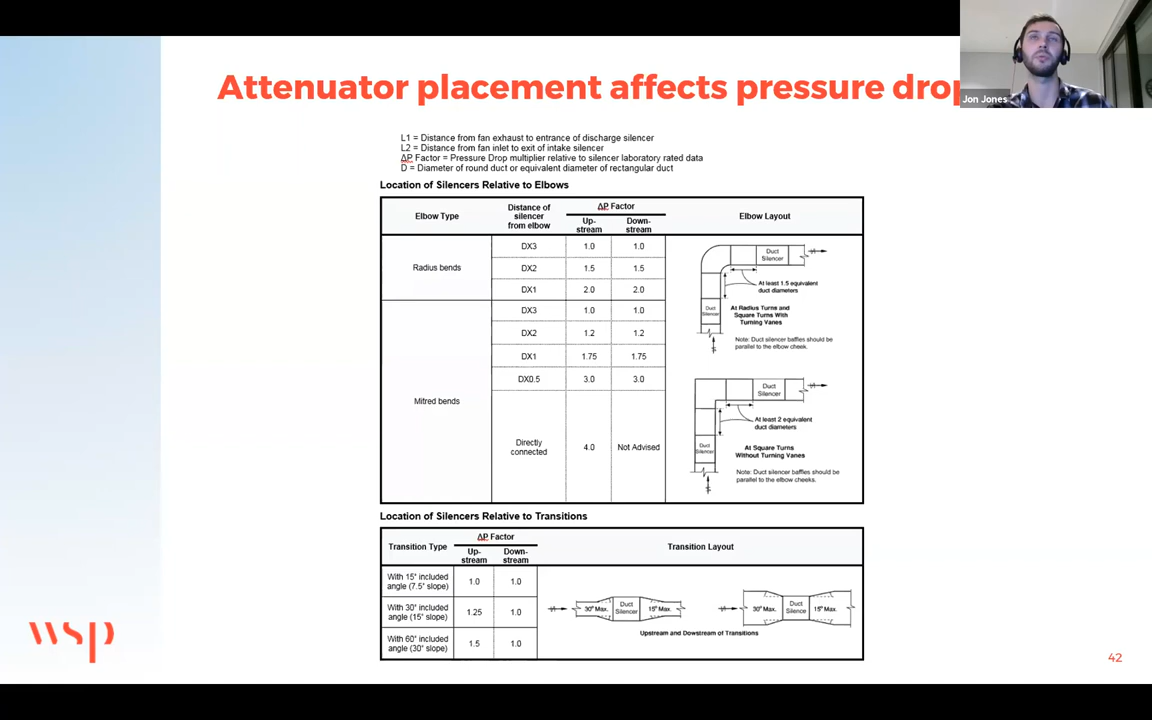 Attenuator placement affects pressure drop
Jon Jones
L1 = Distance from fan exhaust to entrance of discharge silencer
L2 = Distance from fan inlet to exit of intake silencer
ΔP Factor = Pressure Drop multiplier relative to silencer laboratory rated data
D = Diameter of round duct or equivalent diameter of rectangular duct
Location of Silencers Relative to Elbows
Elbow Type
Distance of
silencer
from elbow
ΔP Factor
Up-
stream
Down-
stream
Elbow Layout
Radius bends
DX3 1.0 1.0
DX2 1.5 1.5
DX1 2.0 2.0
Mitred bends
DX3 1.0 1.0
DX2 1.2 1.2
DX1 1.75 1.75
DX0.5 3.0 3.0
Directly
connected
4.0 Not Advised
Duct
Silencer
At least 1.5 equivalent
duct diameters
Duct
Silencer
At Radius Turns and
Square Turns With
Turning Vanes
Note: Duct silencer baffles should be
parallel to the elbow cheek.
Duct
Silencer
At least 2 equivalent
duct diameters
Duct
Silencer
At Square Turns
Without Turning Vanes
Note: Duct silencer baffles should be
parallel to the elbow cheeks.
Location of Silencers Relative to Transitions
Transition Type
ΔP Factor
Up-
stream
Down-
stream
Transition Layout
With 15° included
angle (7.5° slope)
1.0 1.0
With 30° included
angle (15° slope)
1.25 1.0
With 60° included
angle (30° slope)
1.5 1.0
30° Max.
Duct
Silencer
15° Max.
30° Max.
Duct
Silence
15° Max.
Upstream and Dowstream of Transitions
wsp
42